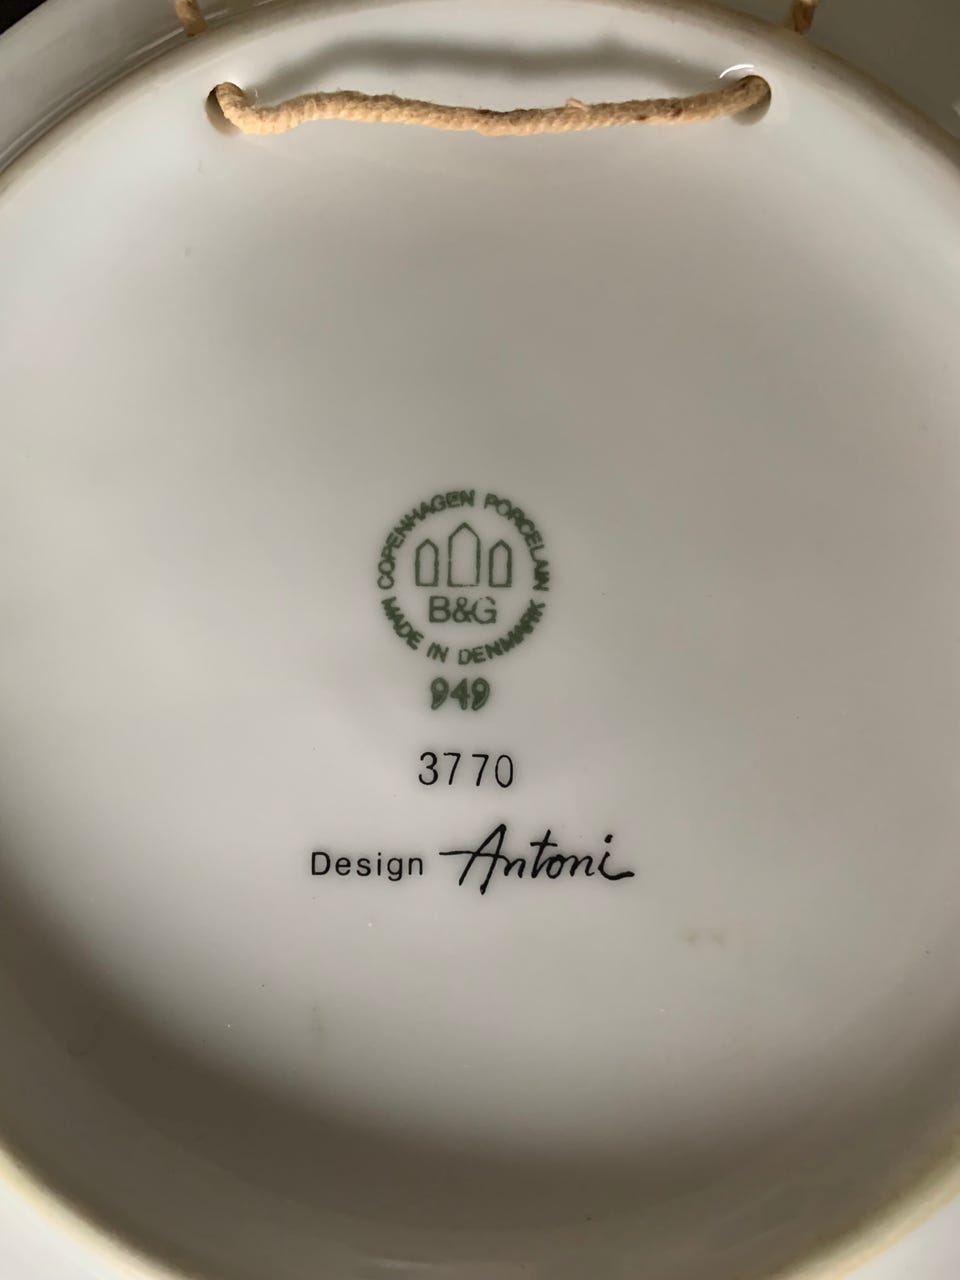 COPENHAGEN PORCELAIN
B&G
MADE IN DENMARK
949
3770
Design Antoni